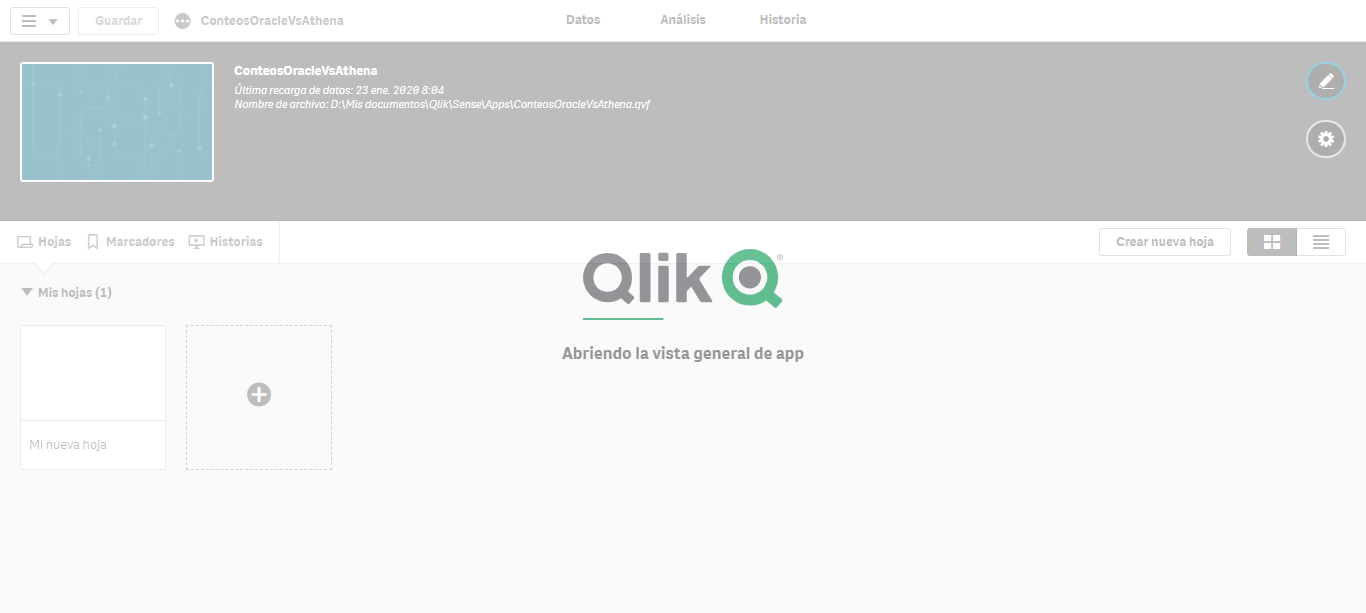 Guardar
ConteosOracleVsAthena
Datos
Análisis
Historia
ConteosOracleVsAthena
Última recarga de datos: 23 ene. 2020 8:04
Nombre de archivo: D:\Mis documentos\Qlik\Sense\Apps\ConteosOracleVsAthena.qvf
Hojas
Marcadores
Historias
Crear nueva hoja
Qlik
®
Mis hojas (1)
Abriendo la vista general de app
Mi nueva hoja